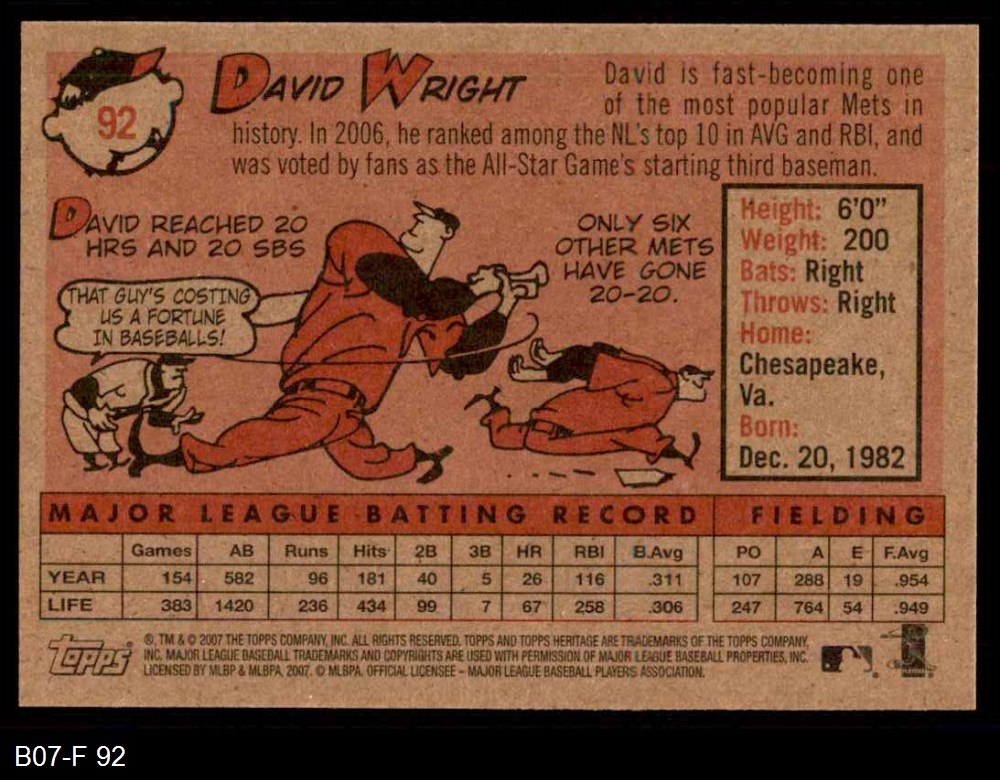 92
DAVID WRIGHT
David is fast-becoming one
of the most popular Mets in
history. In 2006, he ranked among the NL's top 10 in AVG and RBI, and
was voted by fans as the All-Star Game's starting third baseman.
DAVID REACHED 20
HRS AND 20 SBS
ONLY SIX
OTHER METS
HAVE GONE
20-20.
THAT GUY'S COSTING
US A FORTUNE
IN BASEBALLS!
Height: 6'0"
Weight: 200
Bats: Right
Throws: Right
Home:
Chesapeake,
Va.
Born:
Dec. 20, 1982
MAJOR LEAGUE BATTING RECORD FIELDING
Games AB Runs Hits 2B 3B HR RBI B.Avg PO A E F.Avg
YEAR 154 582 96 181 40 5 26 116 .311 107 288 19 .954
LIFE 383 1420 236 434 99 7 67 258 .306 247 764 54 .949
Topps
®, TM & © 2007 THE TOPPS COMPANY, INC. ALL RIGHTS RESERVED. TOPPS AND TOPPS HERITAGE ARE TRADEMARKS OF THE TOPPS COMPANY,
INC. MAJOR LEAGUE BASEBALL TRADEMARKS AND COPYRIGHTS ARE USED WITH PERMISSION OF MAJOR LEAGUE BASEBALL PROPERTIES, INC.
LICENSED BY MLBP & MLBPA, 2007. © MLBPA. OFFICIAL LICENSEE – MAJOR LEAGUE BASEBALL PLAYERS ASSOCIATION.
B07-F 92